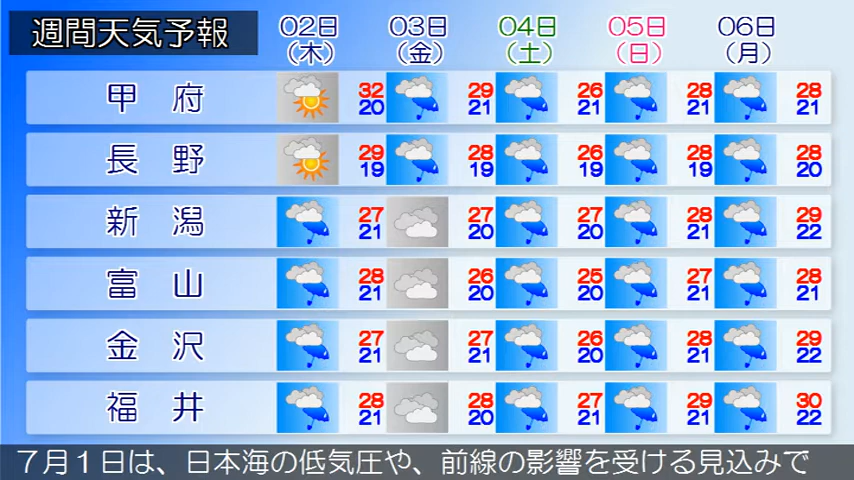 週間天気予報 02日 03日 04日 05日 06日
(木) (金) (土) (日) (月)
甲府 32 20 29 21 26 21 28 21 28 21
長野 29 19 28 19 26 19 28 19 28 20
新潟 27 21 27 20 27 20 28 21 29 22
富山 28 21 26 20 25 20 27 21 28 21
金沢 27 21 27 21 26 20 28 21 29 22
福井 28 21 28 20 27 21 29 21 30 22
7月1日は、日本海の低気圧や、前線の影響を受ける見込みで